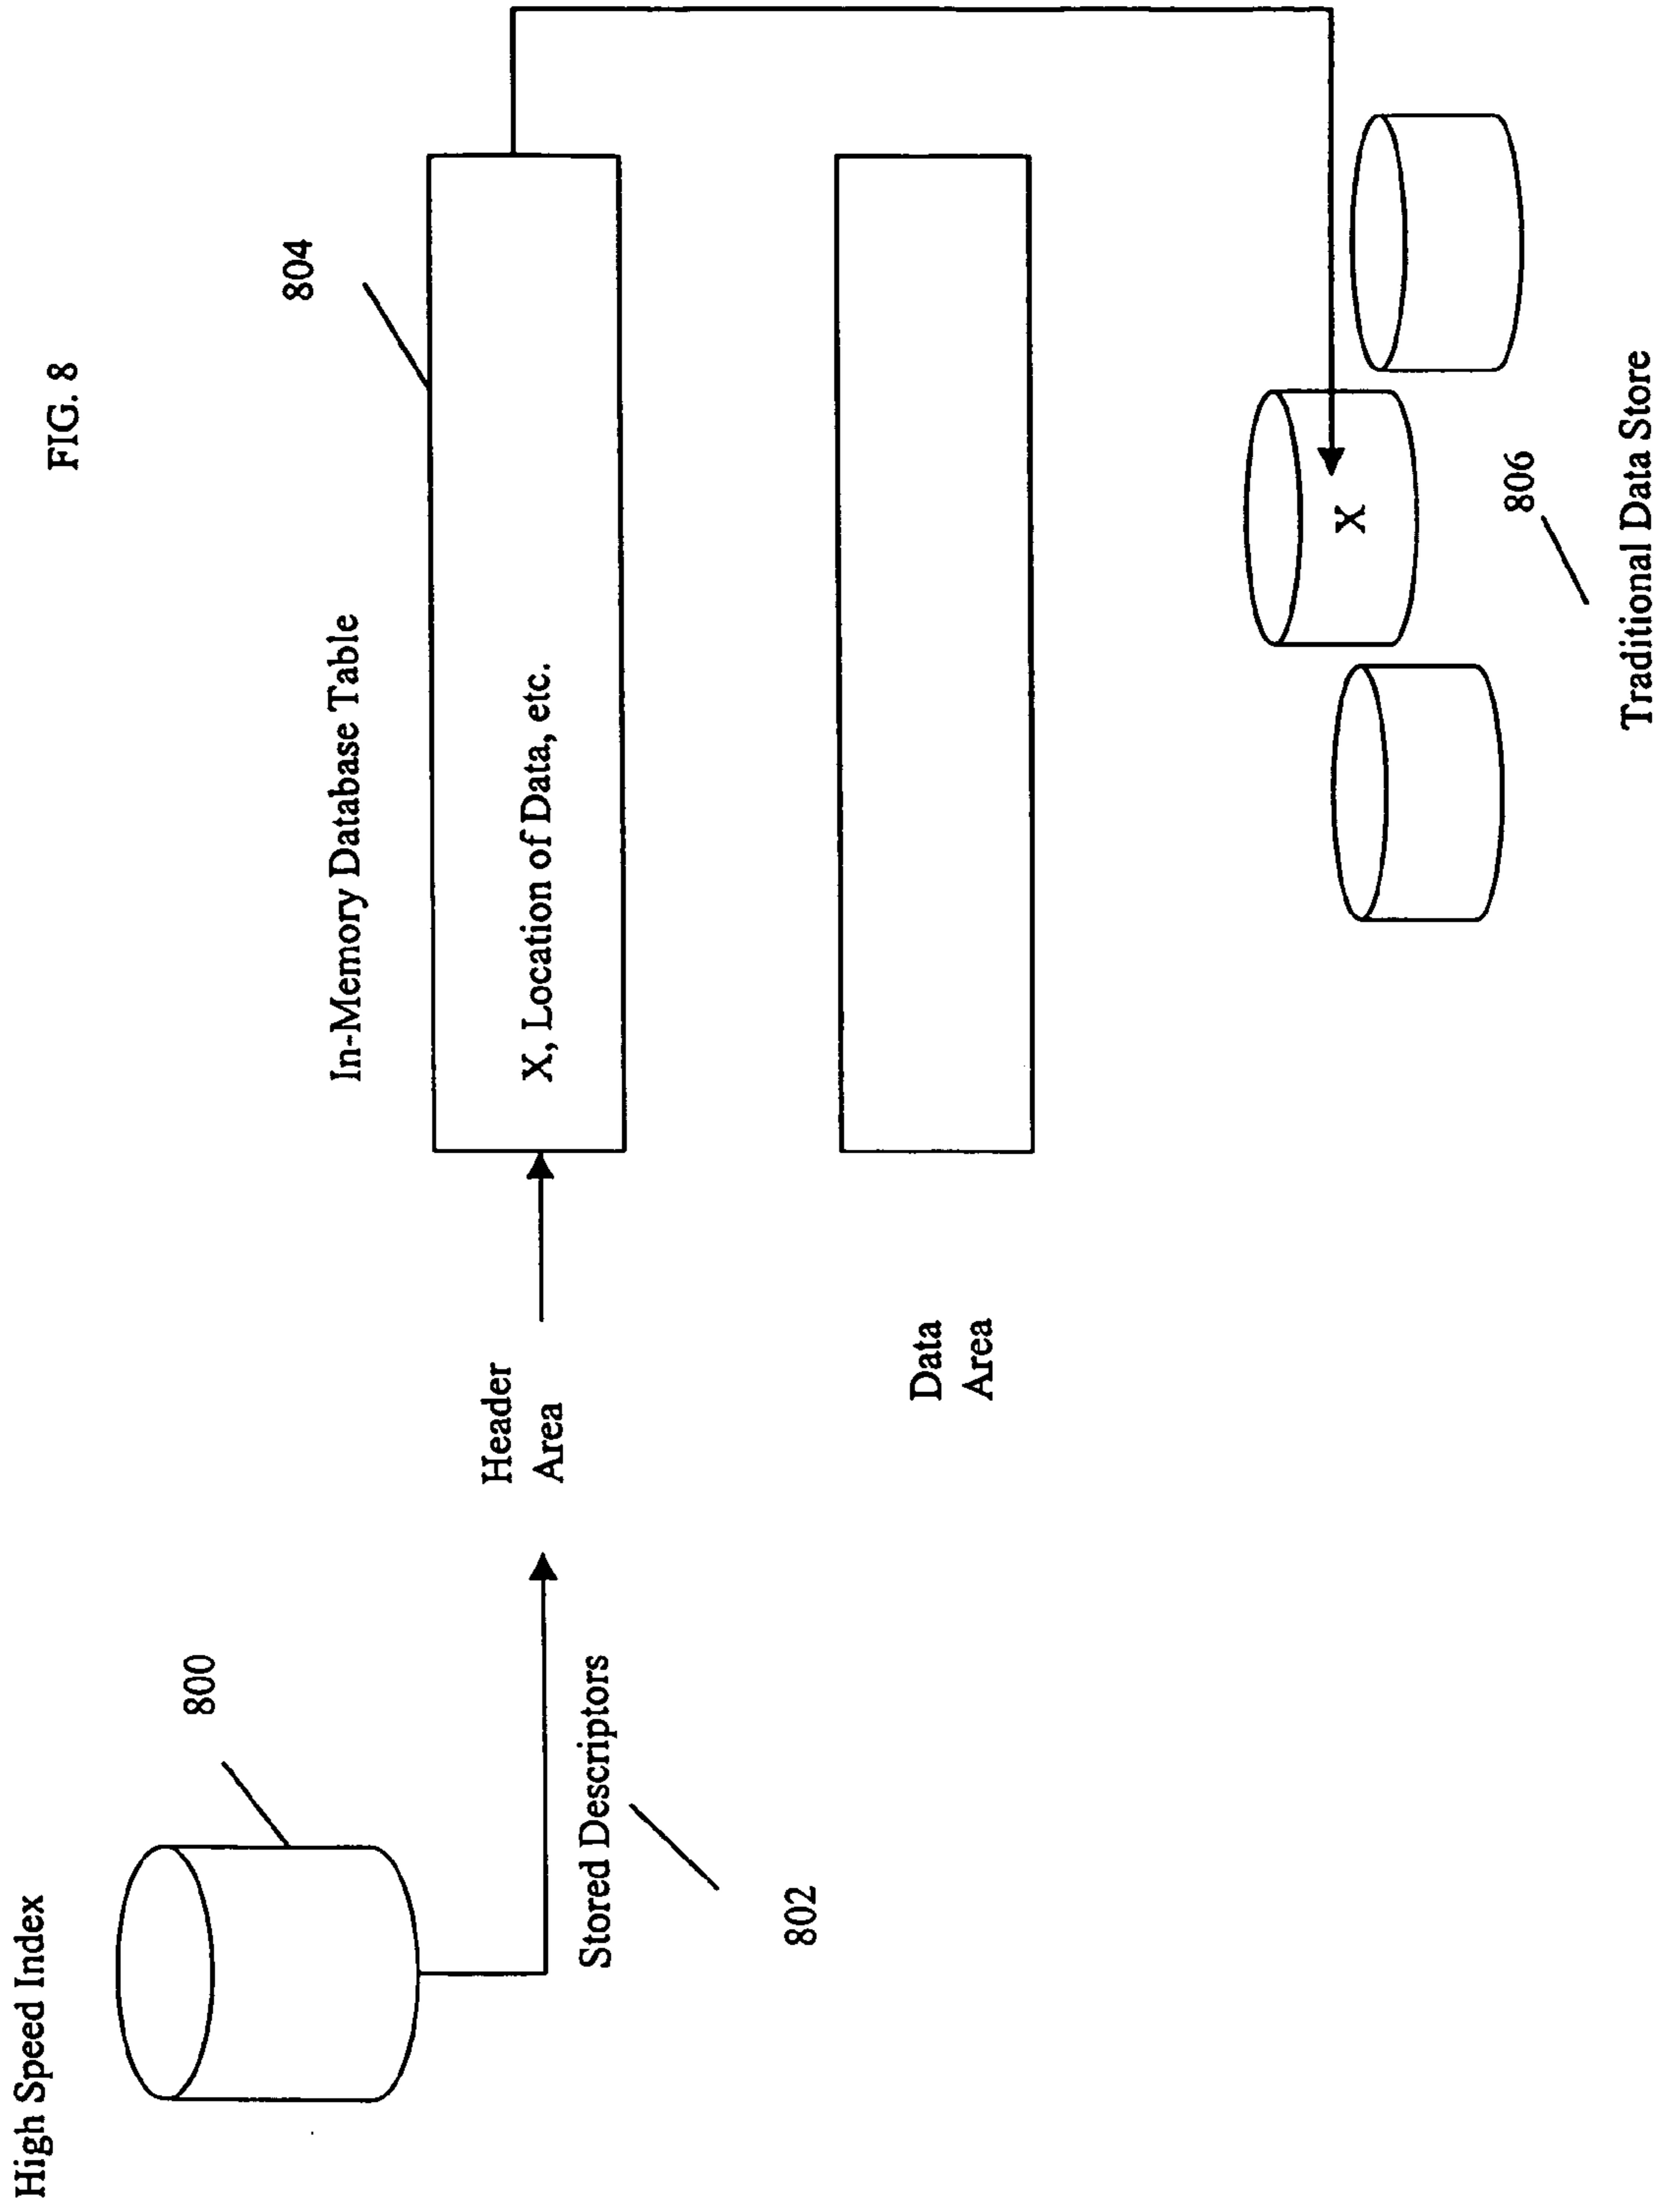 FIG. 8
High Speed Index
800
804
In-Memory Database Table
Header
Area
X, Location of Data, etc.
Stored Descriptors
802
Data
Area
X
806
Traditional Data Store